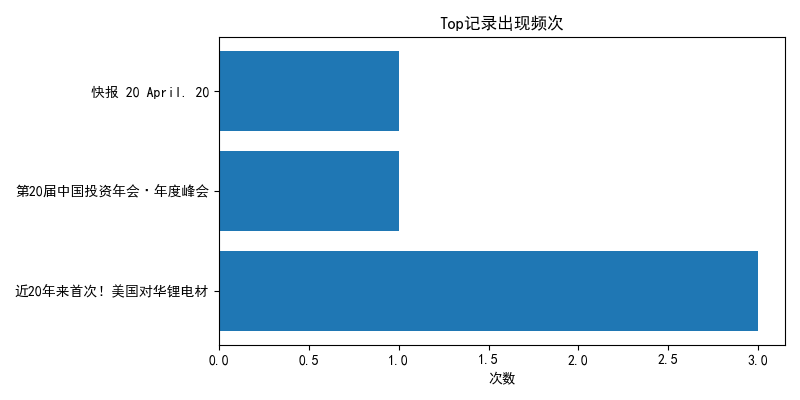 Top记录出现频次
快报 20 April. 20
第20届中国投资年会·年度峰会
近20年来首次！美国对华锂电材
0.0 0.5 1.0 1.5 2.0 2.5 3.0
次数